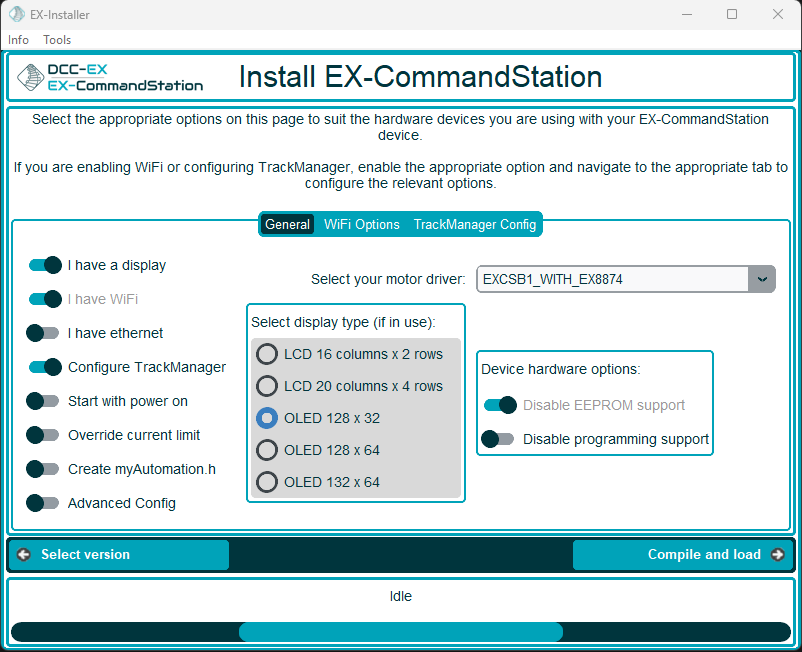 EX-Installer
Info Tools
DCC-EX
EX-CommandStation
Install EX-CommandStation
Select the appropriate options on this page to suit the hardware devices you are using with your EX-CommandStation
device.
If you are enabling WiFi or configuring TrackManager, enable the appropriate option and navigate to the appropriate tab to
configure the relevant options.
General WiFi Options TrackManager Config
I have a display
I have WiFi
I have ethernet
Configure TrackManager
Start with power on
Override current limit
Create myAutomation.h
Advanced Config
Select your motor driver: EXCSB1_WITH_EX8874
Select display type (if in use):
LCD 16 columns x 2 rows
LCD 20 columns x 4 rows
OLED 128 x 32
OLED 128 x 64
OLED 132 x 64
Device hardware options:
Disable EEPROM support
Disable programming support
Select version
Compile and load
Idle